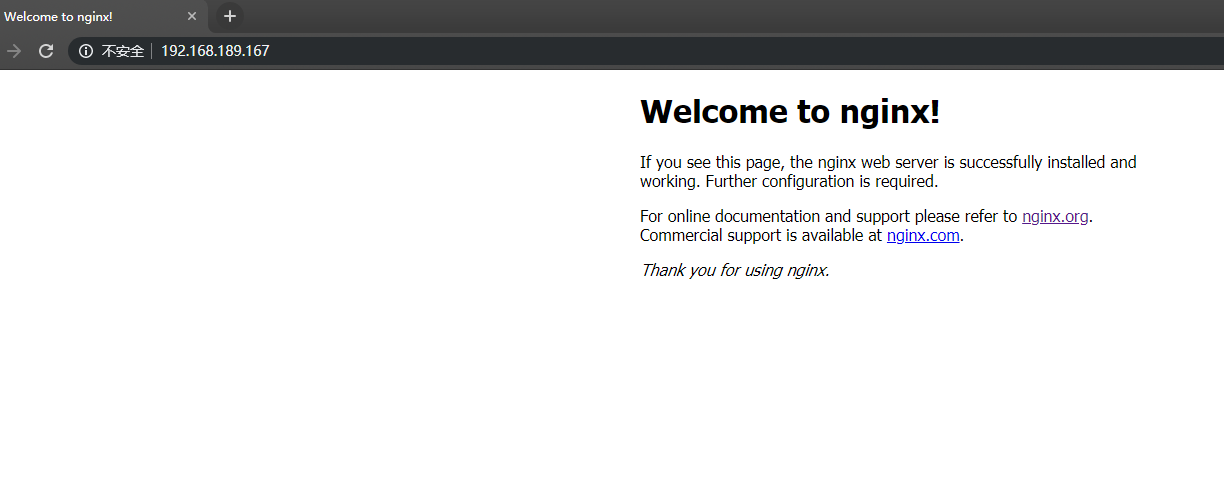 Welcome to nginx!
不安全 192.168.189.167
Welcome to nginx!
If you see this page, the nginx web server is successfully installed and
working. Further configuration is required.
For online documentation and support please refer to nginx.org.
Commercial support is available at nginx.com.
Thank you for using nginx.